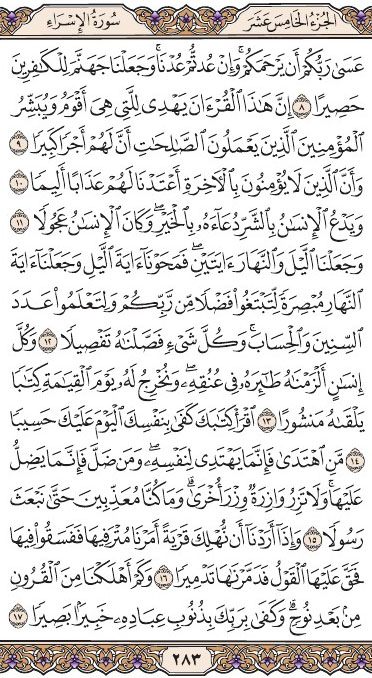 الجُزْءُ الخَامِسَ عَشَرَ
سُورَةُ الإِسْرَاءِ
عَسَىٰ رَبُّكُمْ أَن يَرْحَمَكُمْ ۚ وَإِنْ عُدتُّمْ عُدْنَا ۘ وَجَعَلْنَا جَهَنَّمَ لِلْكَٰفِرِينَ
حَصِيرًا ٨ إِنَّ هَٰذَا ٱلْقُرْءَانَ يَهْدِى لِلَّتِى هِىَ أَقْوَمُ وَيُبَشِّرُ
ٱلْمُؤْمِنِينَ ٱلَّذِينَ يَعْمَلُونَ ٱلصَّٰلِحَٰتِ أَنَّ لَهُمْ أَجْرًا كَبِيرًا ٩
وَأَنَّ ٱلَّذِينَ لَا يُؤْمِنُونَ بِٱلْءَاخِرَةِ أَعْتَدْنَا لَهُمْ عَذَابًا أَلِيمًا ١٠
وَيَدْعُ ٱلْإِنسَٰنُ بِٱلشَّرِّ دُعَآءَهُۥ بِٱلْخَيْرِ ۖ وَكَانَ ٱلْإِنسَٰنُ عَجُولًا ١١
وَجَعَلْنَا ٱلَّيْلَ وَٱلنَّهَارَ ءَايَتَيْنِ ۖ فَمَحَوْنَآ ءَايَةَ ٱلَّيْلِ وَجَعَلْنَآ ءَايَةَ
ٱلنَّهَارِ مُبْصِرَةً لِّتَبْتَغُوا۟ فَضْلًا مِّن رَّبِّكُمْ وَلِتَعْلَمُوا۟ عَدَدَ
ٱلسِّنِينَ وَٱلْحِسَابَ ۚ وَكُلَّ شَىْءٍ فَصَّلْنَٰهُ تَفْصِيلًا ١٢ وَكُلَّ
إِنسَٰنٍ أَلْزَمْنَٰهُ طَٰٓئِرَهُۥ فِى عُنُقِهِۦ ۖ وَنُخْرِجُ لَهُۥ يَوْمَ ٱلْقِيَٰمَةِ كِتَٰبًا
يَلْقَىٰهُ مَنشُورًا ١٣ ٱقْرَأْ كِتَٰبَكَ كَفَىٰ بِنَفْسِكَ ٱلْيَوْمَ عَلَيْكَ حَسِيبًا
١٤ مَّنِ ٱهْتَدَىٰ فَإِنَّمَا يَهْتَدِى لِنَفْسِهِۦ ۖ وَمَن ضَلَّ فَإِنَّمَا يَضِلُّ
عَلَيْهَا ۚ وَلَا تَزِرُ وَازِرَةٌ وِزْرَ أُخْرَىٰ ۗ وَمَا كُنَّا مُعَذِّبِينَ حَتَّىٰ نَبْعَثَ
رَسُولًا ١٥ وَإِذَآ أَرَدْنَآ أَن نُّهْلِكَ قَرْيَةً أَمَرْنَا مُتْرَفِيهَا فَفَسَقُوا۟ فِيهَا
فَحَقَّ عَلَيْهَا ٱلْقَوْلُ فَدَمَّرْنَٰهَا تَدْمِيرًا ١٦ وَكَمْ أَهْلَكْنَا مِنَ ٱلْقُرُونِ
مِنۢ بَعْدِ نُوحٍ ۗ وَكَفَىٰ بِرَبِّكَ بِذُنُوبِ عِبَادِهِۦ خَبِيرًۢا بَصِيرًا ١٧
٢٨٣